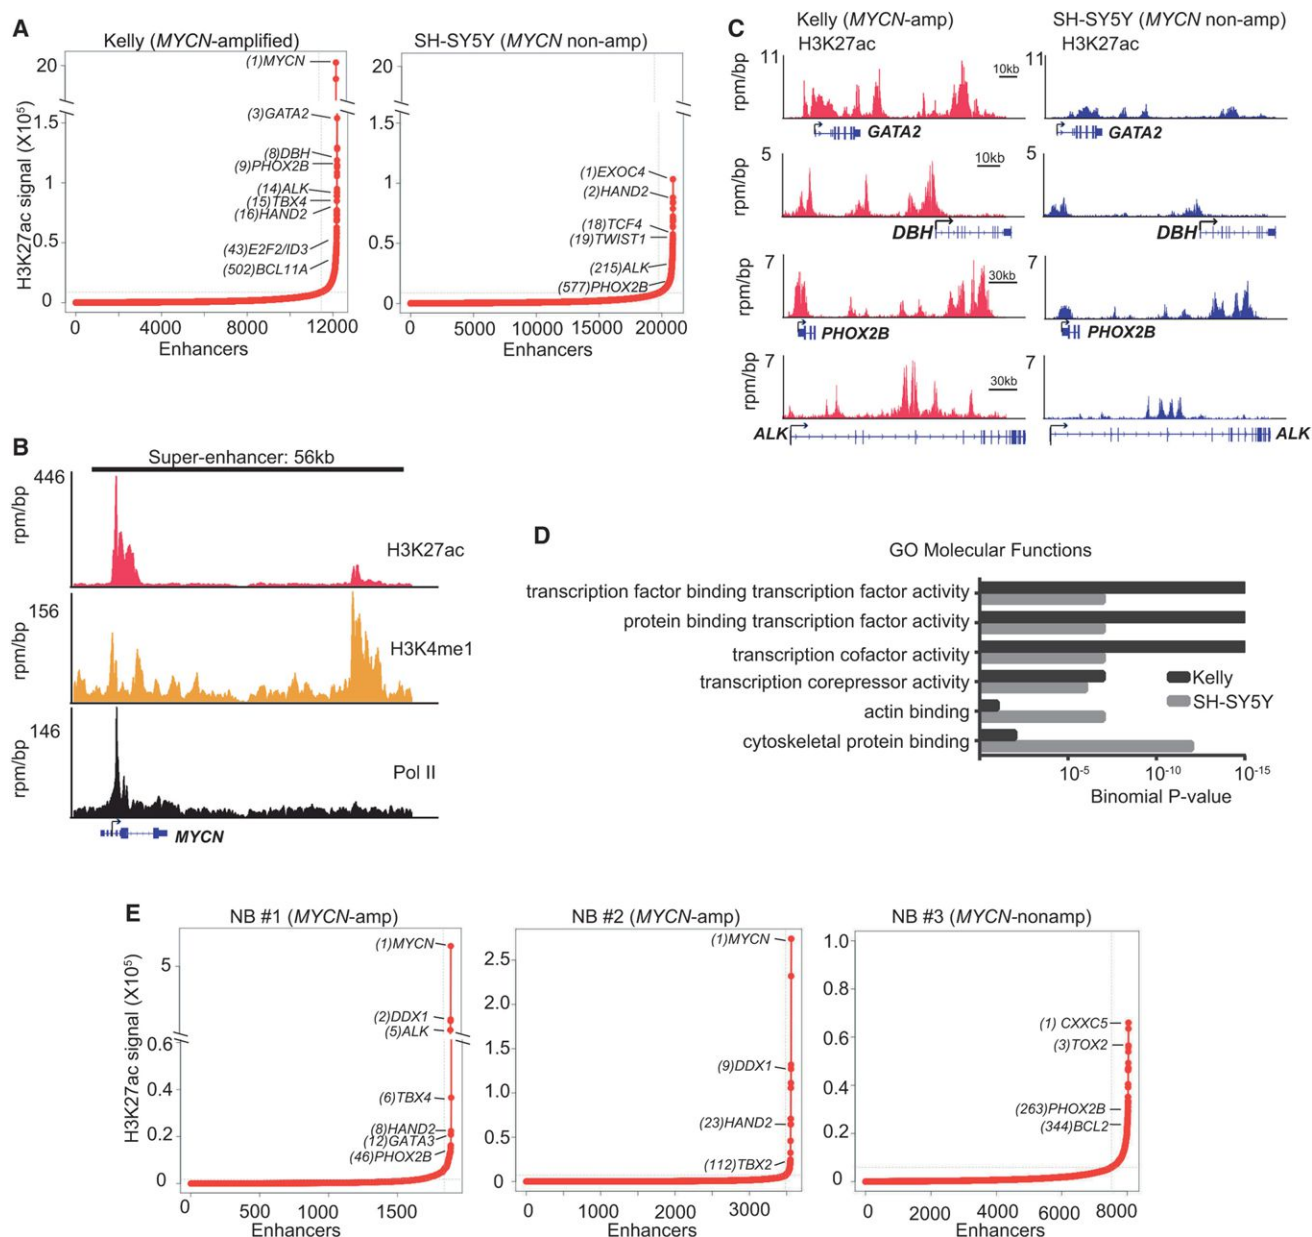 A
Kelly (MYCN-amplified)
SH-SY5Y (MYCN non-amp)
H3K27ac signal (X10⁵)
20
1.5
1
0.5
0
(1)MYCN
(3)GATA2
(8)DBH
(9)PHOX2B
(14)ALK
(15)TBX4
(16)HAND2
(43)E2F2/ID3
(502)BCL11A
0 4000 8000 12000
Enhancers
20
1.5
1
0.5
0
(1)EXOC4
(2)HAND2
(18)TCF4
(19)TWIST1
(215)ALK
(577)PHOX2B
0 5000 10000 15000 20000
Enhancers
B
Super-enhancer: 56kb
446
rpm/bp
H3K27ac
156
rpm/bp
H3K4me1
146
rpm/bp
Pol II
MYCN
C
Kelly (MYCN-amp)
SH-SY5Y (MYCN non-amp)
H3K27ac
H3K27ac
11
rpm/bp
10kb
GATA2
11
GATA2
5
rpm/bp
10kb
DBH
5
DBH
7
rpm/bp
30kb
PHOX2B
7
PHOX2B
7
rpm/bp
30kb
ALK
7
ALK
D
GO Molecular Functions
transcription factor binding transcription factor activity
protein binding transcription factor activity
transcription cofactor activity
transcription corepressor activity
actin binding
cytoskeletal protein binding
Kelly
SH-SY5Y
10⁻⁵ 10⁻¹⁰ 10⁻¹⁵
Binomial P-value
E
NB #1 (MYCN-amp)
NB #2 (MYCN-amp)
NB #3 (MYCN-nonamp)
H3K27ac signal (X10⁵)
5
0.6
0.4
0.2
0
(1)MYCN
(2)DDX1
(5)ALK
(6)TBX4
(8)HAND2
(12)GATA3
(46)PHOX2B
0 500 1000 1500
Enhancers
2.5
2.0
1.5
1.0
0.5
0
(1)MYCN
(9)DDX1
(23)HAND2
(112)TBX2
0 1000 2000 3000
Enhancers
1.0
0.8
0.6
0.4
0.2
0
(1) CXXC5
(3)TOX2
(263)PHOX2B
(344)BCL2
0 2000 4000 6000 8000
Enhancers